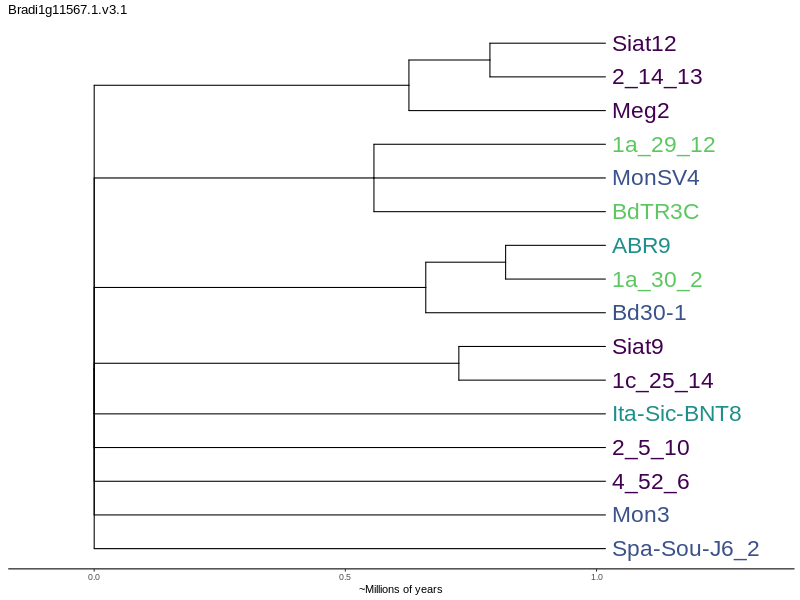 Bradi1g11567.1.v3.1
Siat12
2_14_13
Meg2
1a_29_12
MonSV4
BdTR3C
ABR9
1a_30_2
Bd30-1
Siat9
1c_25_14
Ita-Sic-BNT8
2_5_10
4_52_6
Mon3
Spa-Sou-J6_2
0.0 0.5 1.0
~Millions of years